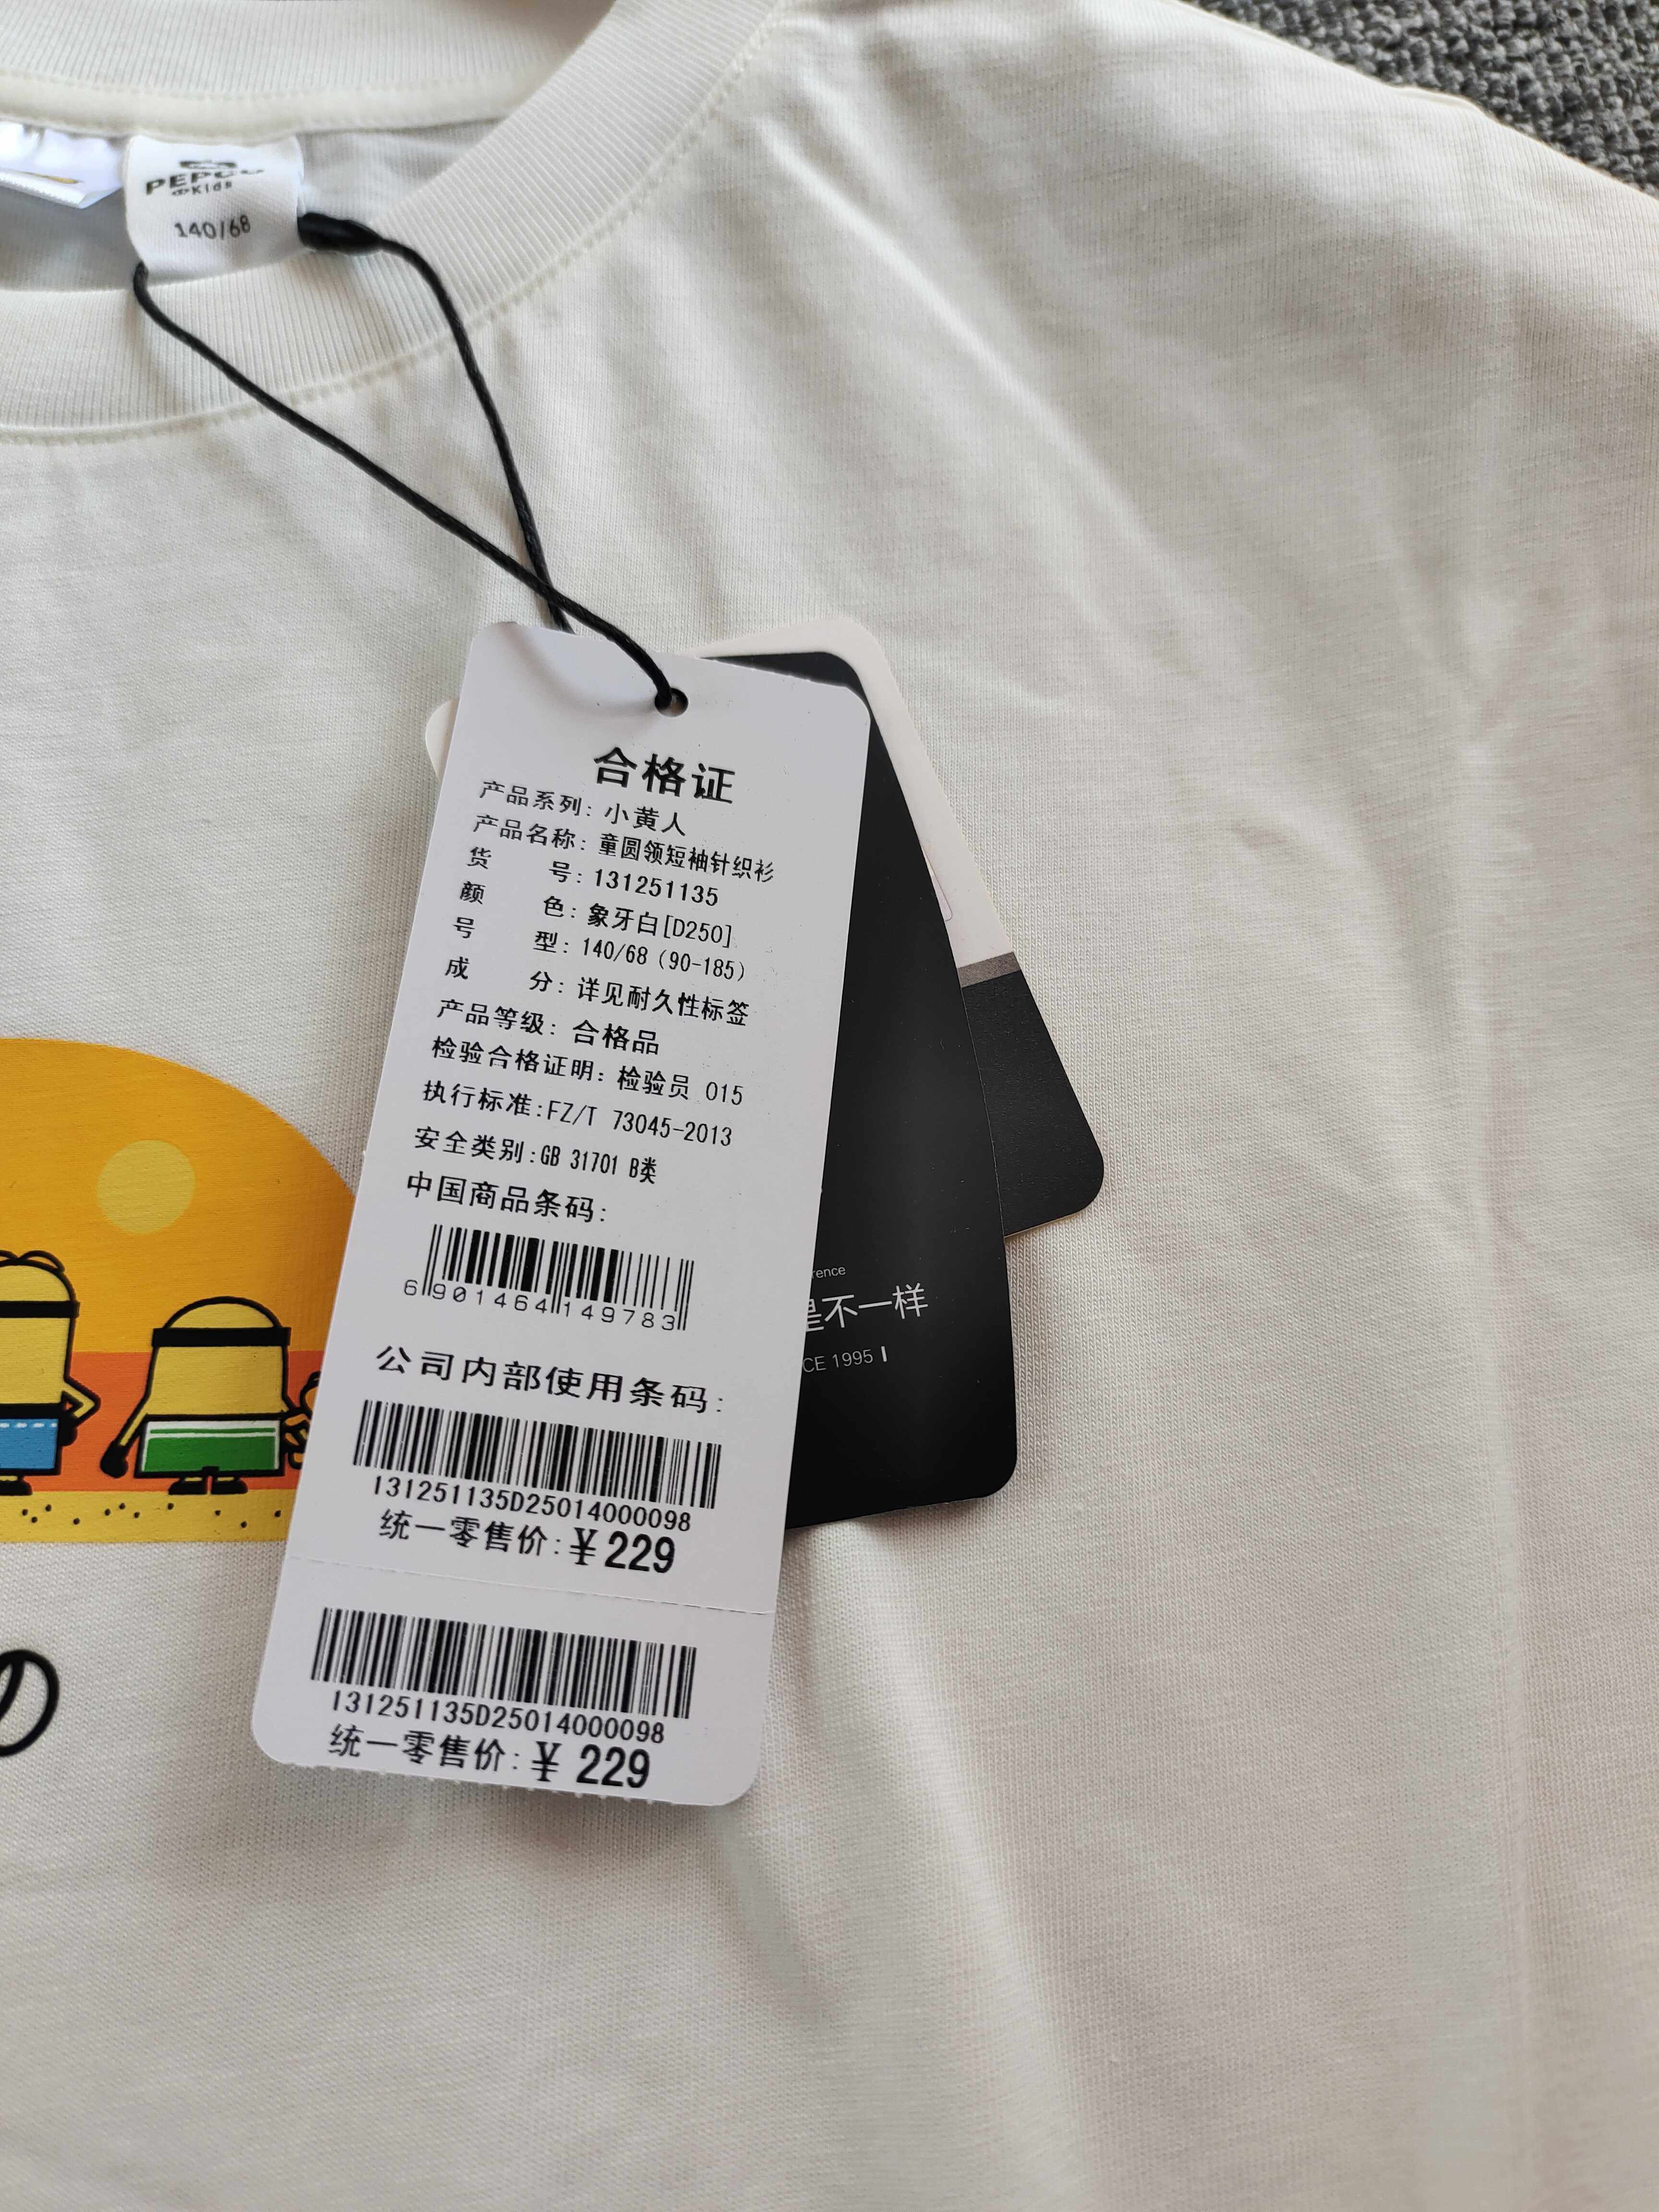 Kids
140/68
合格证
产品系列: 小黄人
产品名称: 童圆领短袖针织衫
货 号: 131251135
颜 色: 象牙白[D250]
号 型: 140/68 (90-185)
成 分: 详见耐久性标签
产品等级: 合格品
检验合格证明: 检验员 015
执行标准:FZ/T 73045-2013
安全类别:GB 31701 B类
中国商品条码:
6901464149783
公司内部使用条码:
131251135D25014000098
统一零售价:¥229
131251135D25014000098
统一零售价:¥229
rence
不一样
CE 1995
の